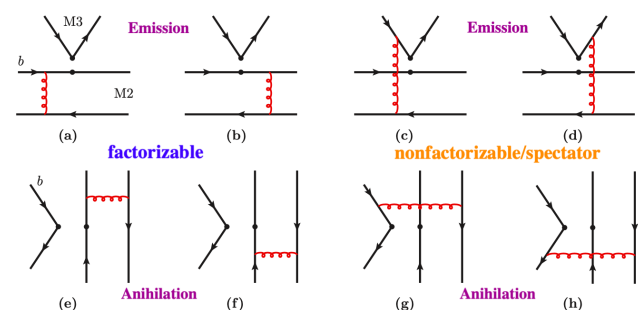 M3
Emission
Emission
b
M2
(a)
(b)
(c)
(d)
factorizable
nonfactorizable/spectator
b
(e)
Anihilation
(f)
(g)
Anihilation
(h)